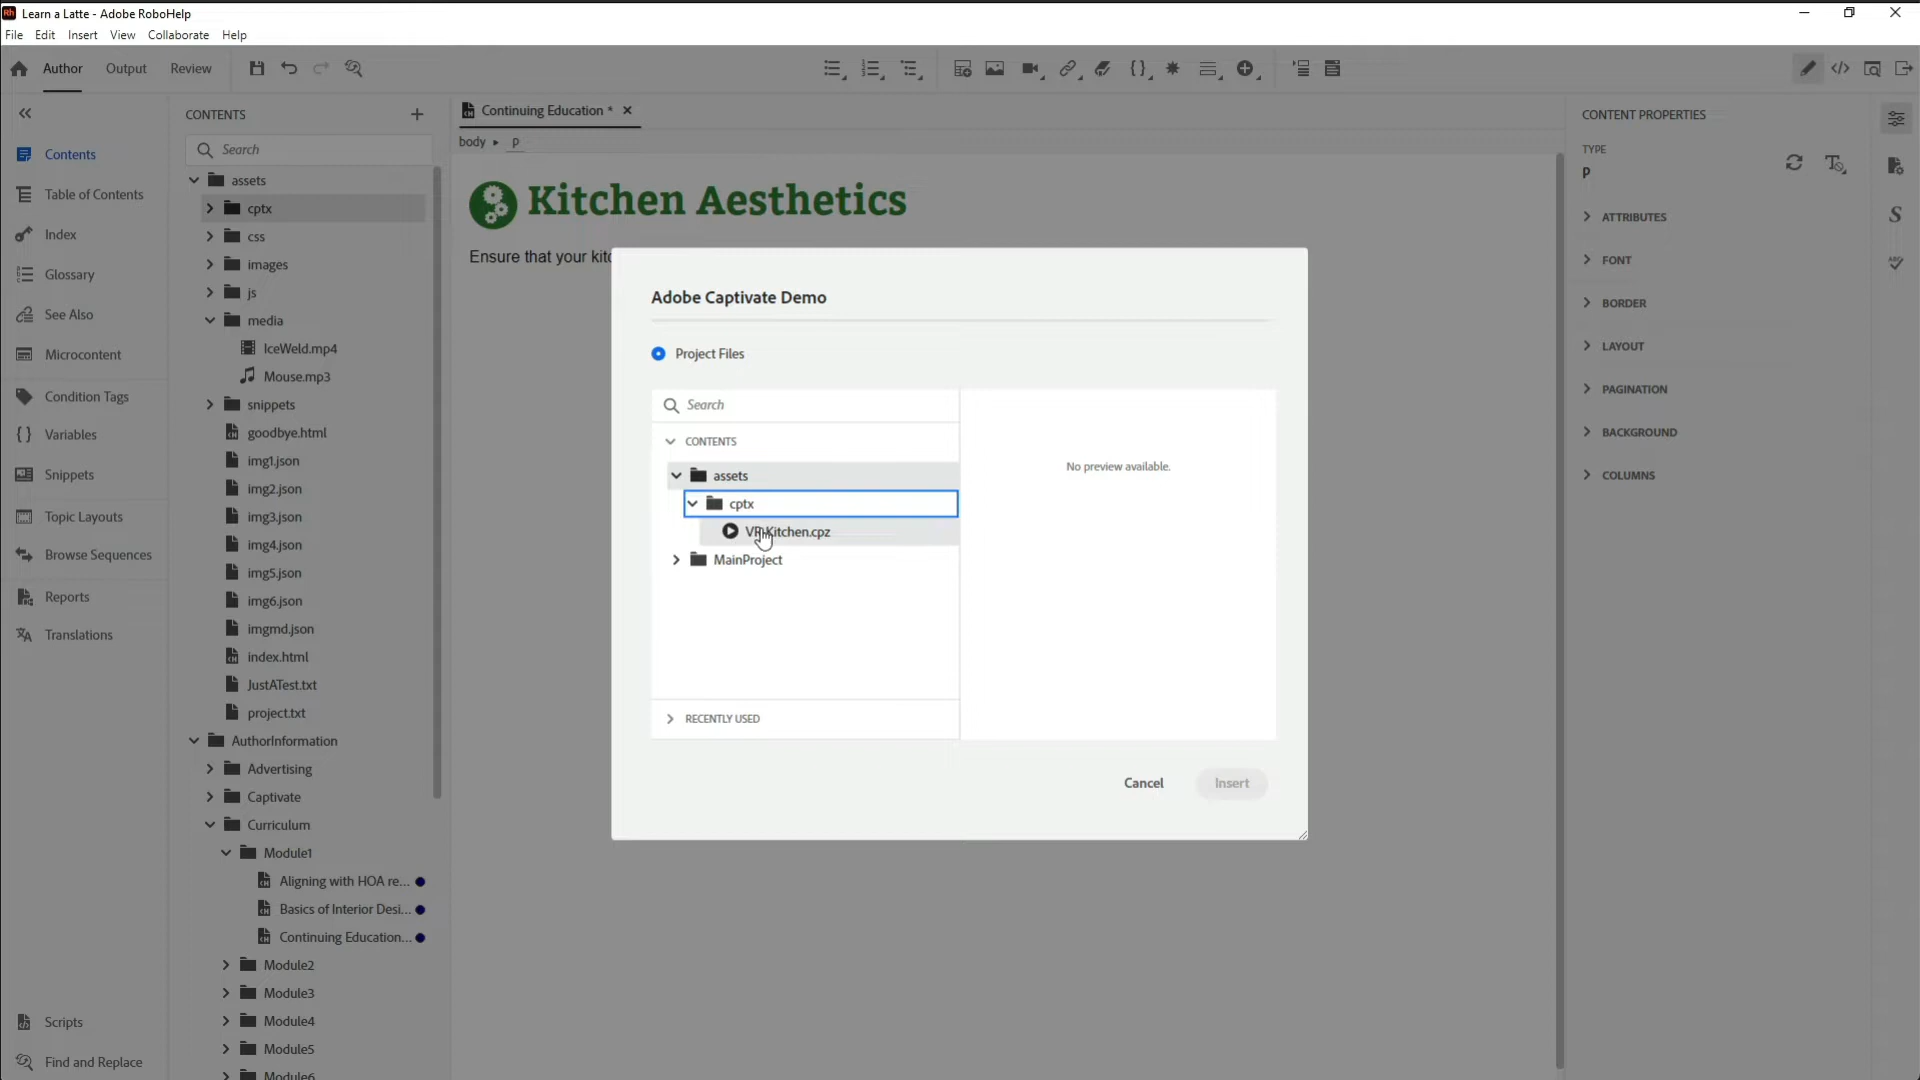 Learn a Latte - Adobe RoboHelp
File Edit Insert View Collaborate Help
Author Output Review
Contents
Table of Contents
Index
Glossary
See Also
Microcontent
Condition Tags
Variables
Snippets
Topic Layouts
Browse Sequences
Reports
Translations
Scripts
Find and Replace
CONTENTS
Search
assets
cptx
css
images
js
media
IceWeld.mp4
Mouse.mp3
snippets
goodbye.html
img1.json
img2.json
img3.json
img4.json
img5.json
img6.json
imgmd.json
index.html
JustATest.txt
project.txt
AuthorInformation
Advertising
Captivate
Curriculum
Module1
Aligning with HOA re...
Basics of Interior Desi...
Continuing Education...
Module2
Module3
Module4
Module5
Module6
Continuing Education *
body p
Kitchen Aesthetics
Ensure that your kitc
Adobe Captivate Demo
Project Files
Search
CONTENTS
assets
cptx
VR-Kitchen.cpz
MainProject
RECENTLY USED
No preview available.
Cancel Insert
CONTENT PROPERTIES
TYPE
p
ATTRIBUTES
FONT
BORDER
LAYOUT
PAGINATION
BACKGROUND
COLUMNS